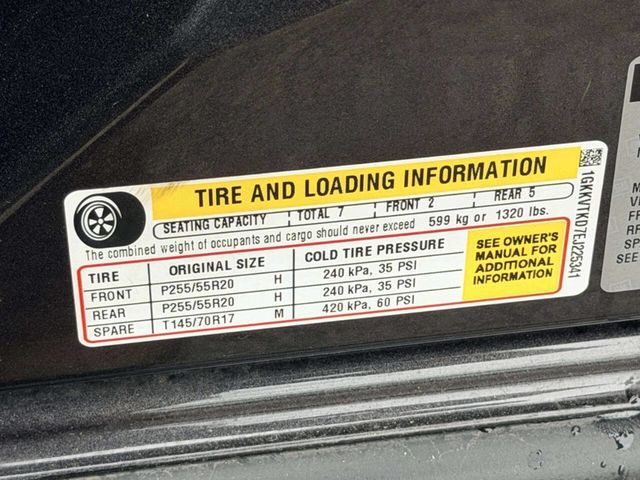 TIRE AND LOADING INFORMATION
SEATING CAPACITY TOTAL 7 FRONT 2 REAR 5
The combined weight of occupants and cargo should never exceed 599 kg or 1320 lbs.
TIRE ORIGINAL SIZE COLD TIRE PRESSURE
FRONT P255/55R20 H 240 kPa, 35 PSI
REAR P255/55R20 H 240 kPa, 35 PSI
SPARE T145/70R17 M 420 kPa, 60 PSI
SEE OWNER'S
MANUAL FOR
ADDITIONAL
INFORMATION
1GKKVTKD7EJ225341